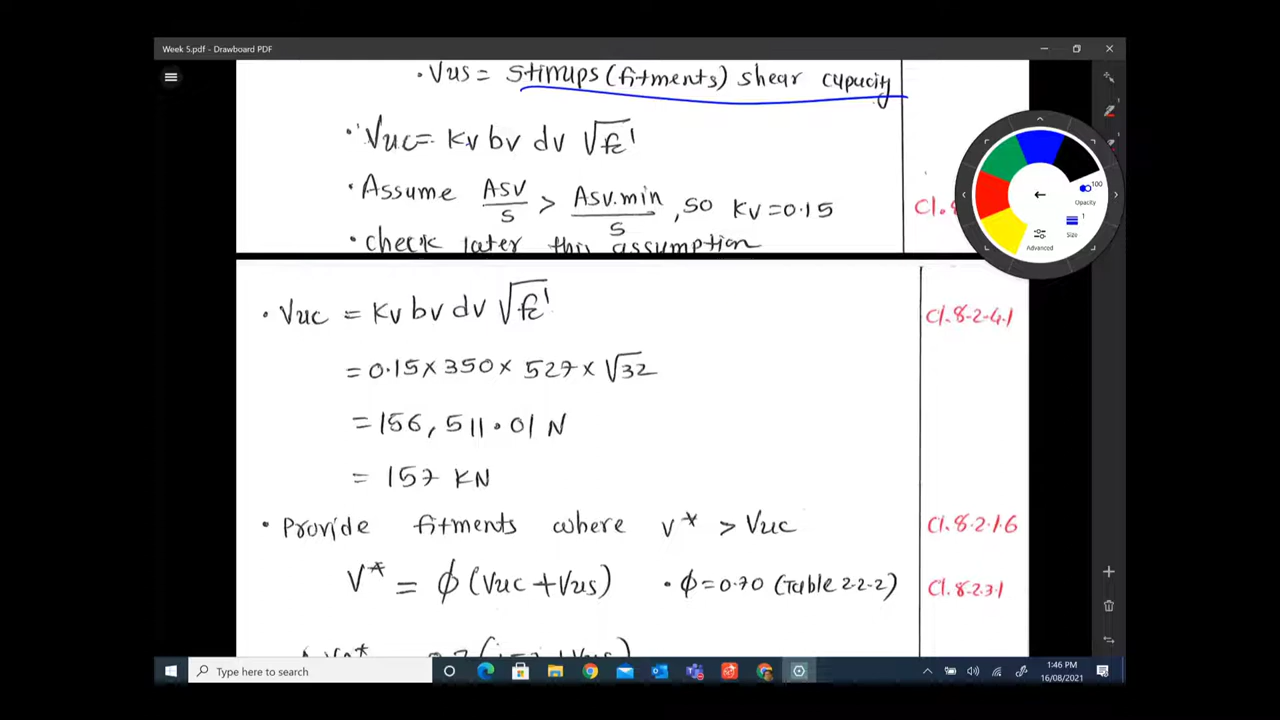 Week 5.pdf - Drawboard PDF
• Vus = stirrups (fitments) shear capacity
• Vuc = Kv bv dv √fc'
• Assume Asv/s > Asv.min/s , so Kv = 0.15
Cl.8
• check later this assumption
100
Opacity
1
Size
Advanced
• Vuc = Kv bv dv √fc'
Cl.8.2.4.1
= 0.15 × 350 × 527 × √32
= 156,511.01 N
= 157 KN
• Provide fitments where V* > Vuc
Cl.8.2.1.6
V* = ϕ (Vuc + Vus) • ϕ = 0.70 (Table 2.2.2)
Cl.8.2.3.1
Type here to search
1:46 PM
16/08/2021